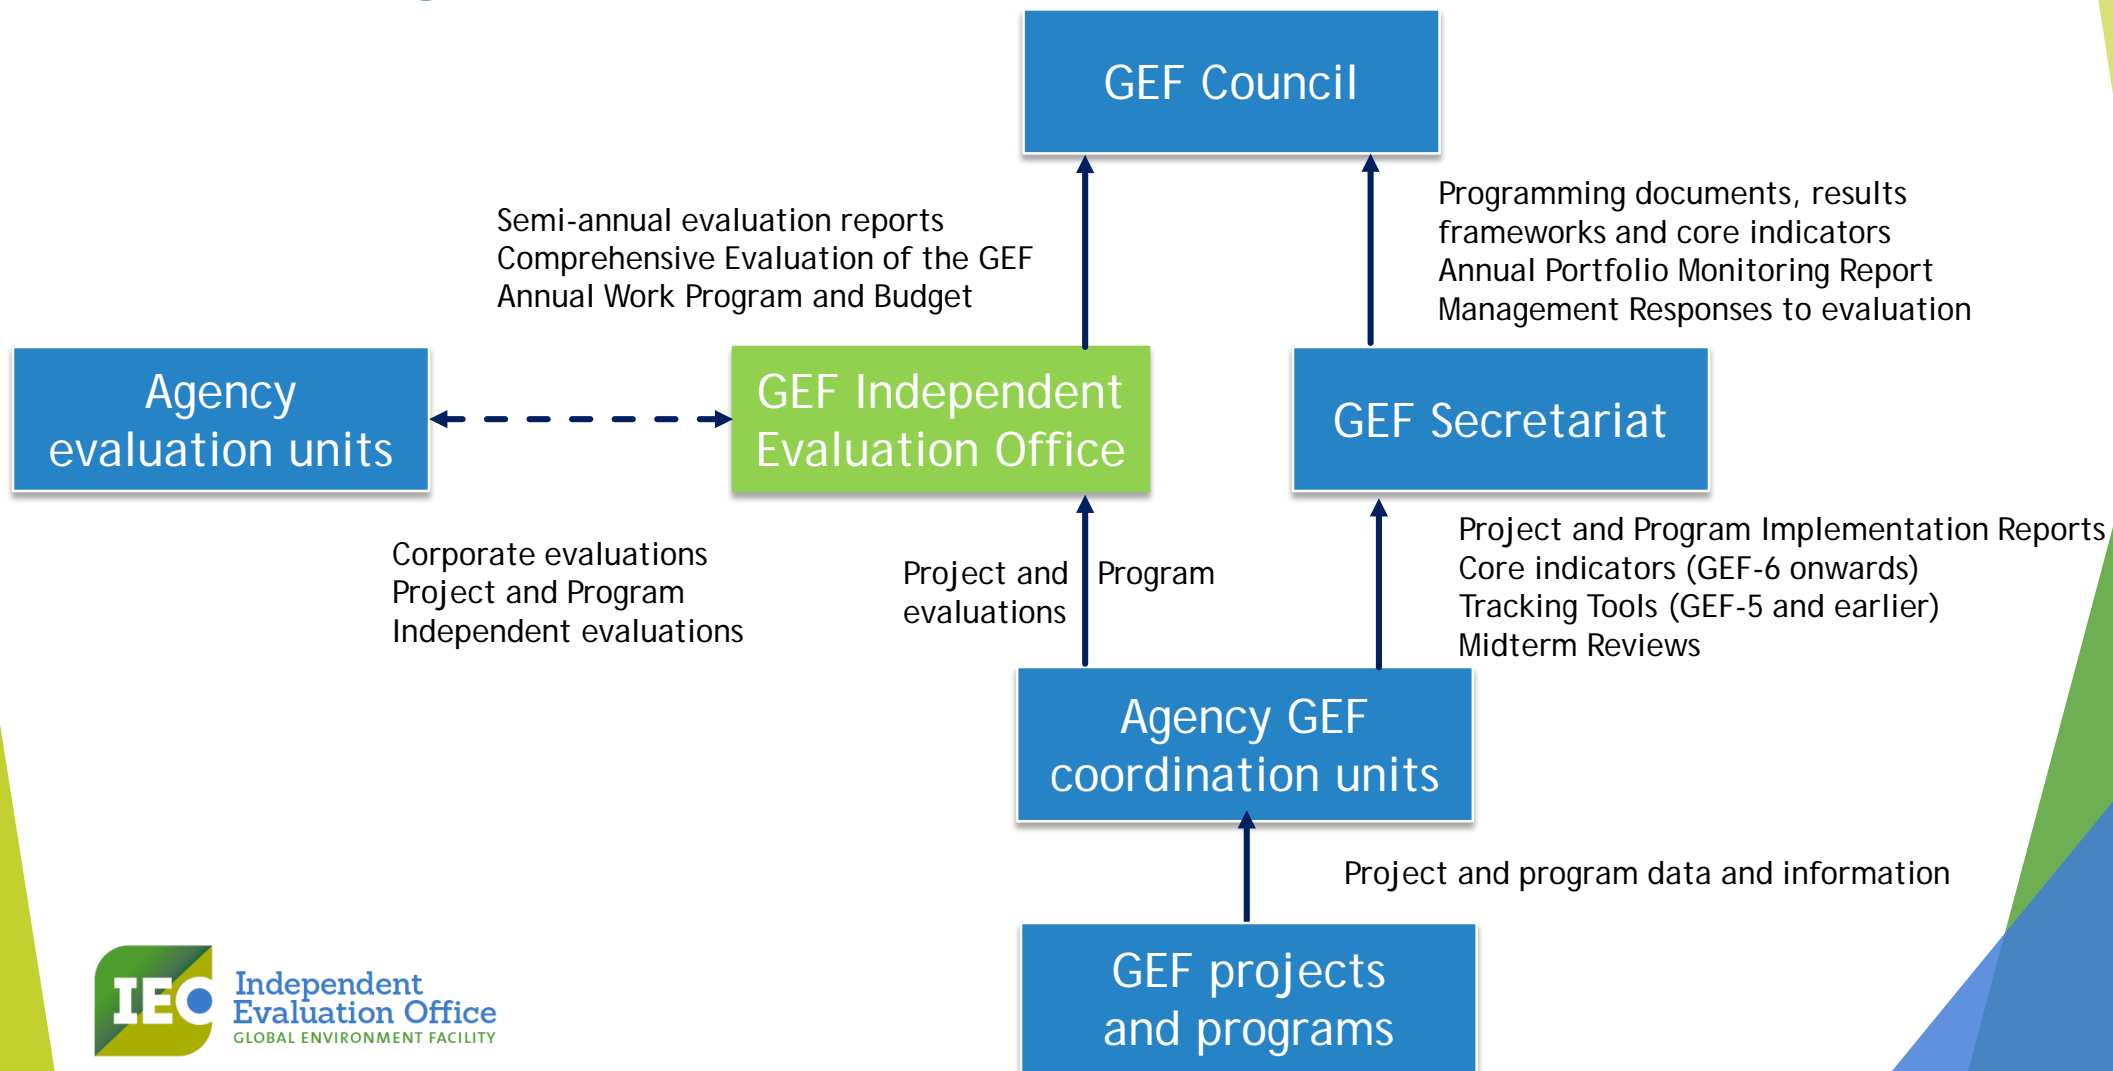 GEF Council
Semi-annual evaluation reports
Comprehensive Evaluation of the GEF
Annual Work Program and Budget
Programming documents, results
frameworks and core indicators
Annual Portfolio Monitoring Report
Management Responses to evaluation
Agency
evaluation units
GEF Independent
Evaluation Office
GEF Secretariat
Corporate evaluations
Project and Program
Independent evaluations
Project and Program
evaluations
Project and Program Implementation Reports
Core indicators (GEF-6 onwards)
Tracking Tools (GEF-5 and earlier)
Midterm Reviews
Agency GEF
coordination units
Project and program data and information
GEF projects
and programs
IEO
Independent
Evaluation Office
GLOBAL ENVIRONMENT FACILITY